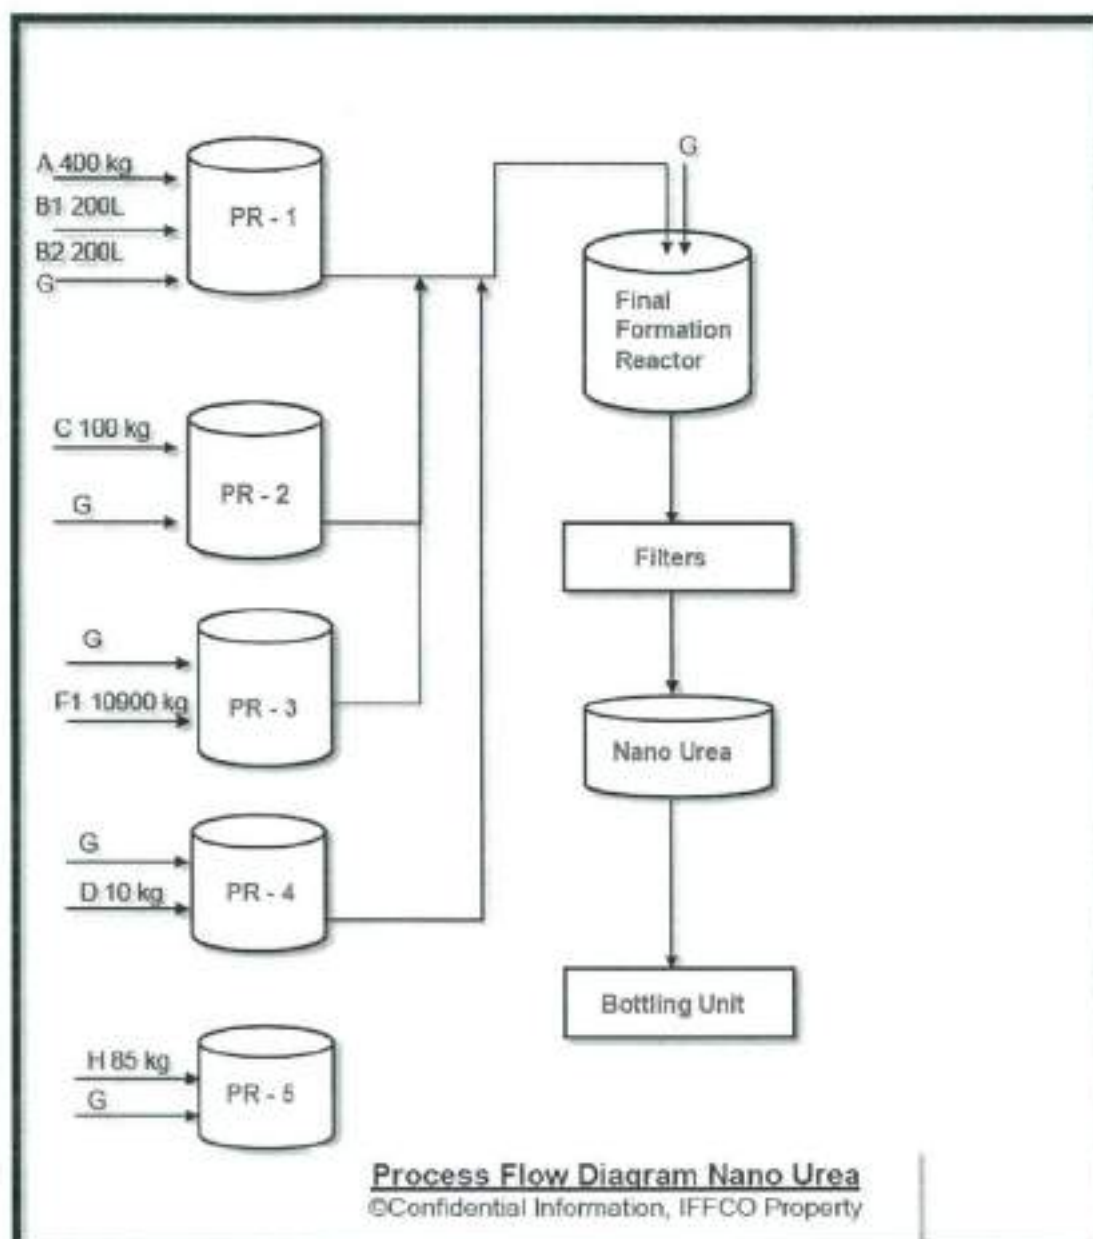 A 400 kg
B1 200L
B2 200L
G
PR - 1
G
Final
Formation
Reactor
C 100 kg
G
PR - 2
Filters
G
F1 10900 kg
PR - 3
Nano Urea
G
D 10 kg
PR - 4
Bottling Unit
H 85 kg
G
PR - 5
Process Flow Diagram Nano Urea
©Confidential Information, IFFCO Property